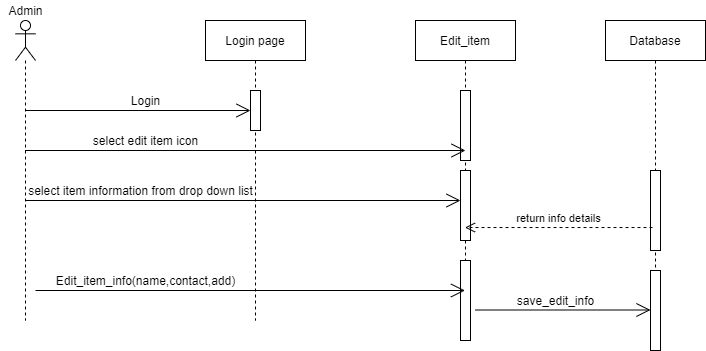 Admin
Login page
Edit_item
Database
Login
select edit item icon
select item information from drop down list
return info details
Edit_item_info(name,contact,add)
save_edit_info